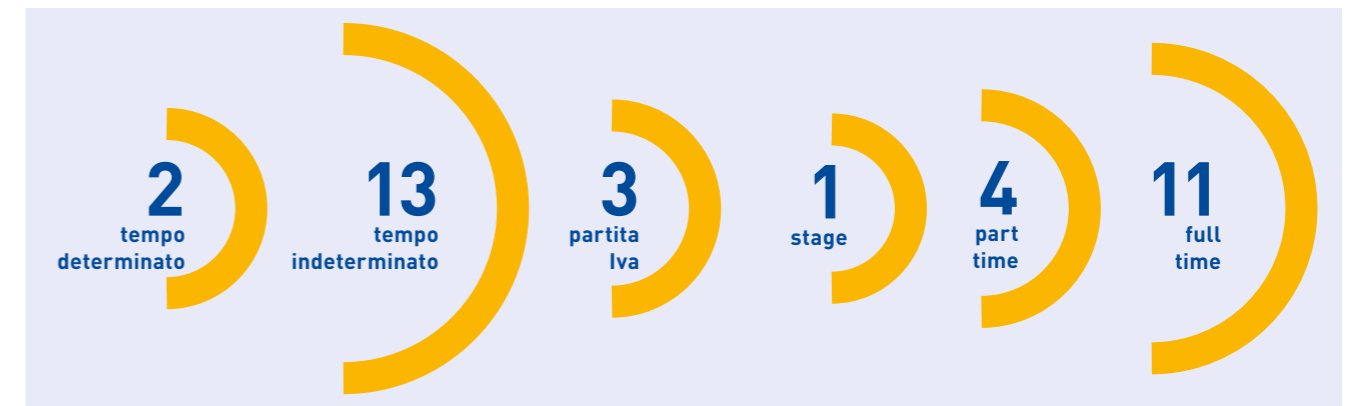 2
tempo
determinato
13
tempo
indeterminato
3
partita
Iva
1
stage
4
part
time
11
full
time